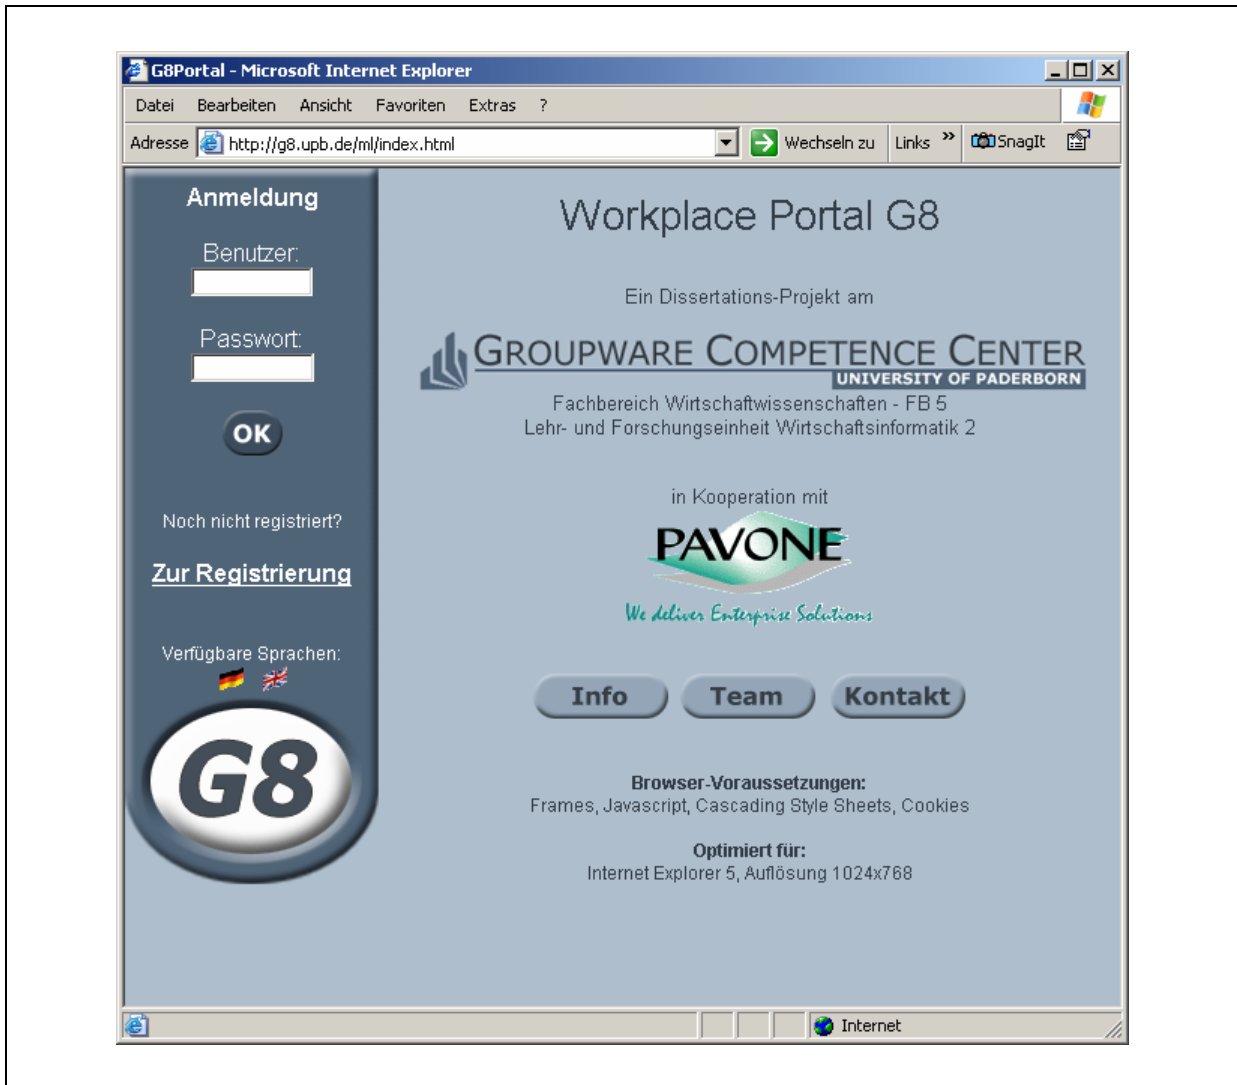 G8Portal - Microsoft Internet Explorer
Datei Bearbeiten Ansicht Favoriten Extras ?
Adresse http://g8.upb.de/ml/index.html Wechseln zu Links » SnagIt
Anmeldung
Benutzer:
Passwort:
OK
Noch nicht registriert?
Zur Registrierung
Verfügbare Sprachen:
G8
Workplace Portal G8
Ein Dissertations-Projekt am
GROUPWARE COMPETENCE CENTER
UNIVERSITY OF PADERBORN
Fachbereich Wirtschaftwissenschaften - FB 5
Lehr- und Forschungseinheit Wirtschaftsinformatik 2
in Kooperation mit
PAVONE
We deliver Enterprise Solutions
Info Team Kontakt
Browser-Voraussetzungen:
Frames, Javascript, Cascading Style Sheets, Cookies
Optimiert für:
Internet Explorer 5, Auflösung 1024x768
Internet